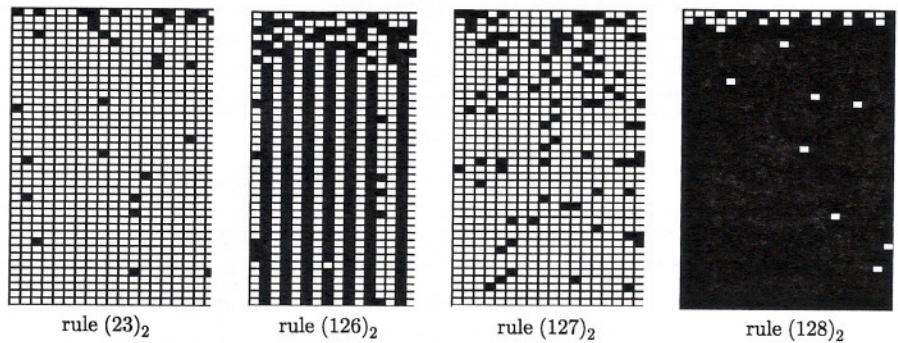 rule (23)₂
rule (126)₂
rule (127)₂
rule (128)₂